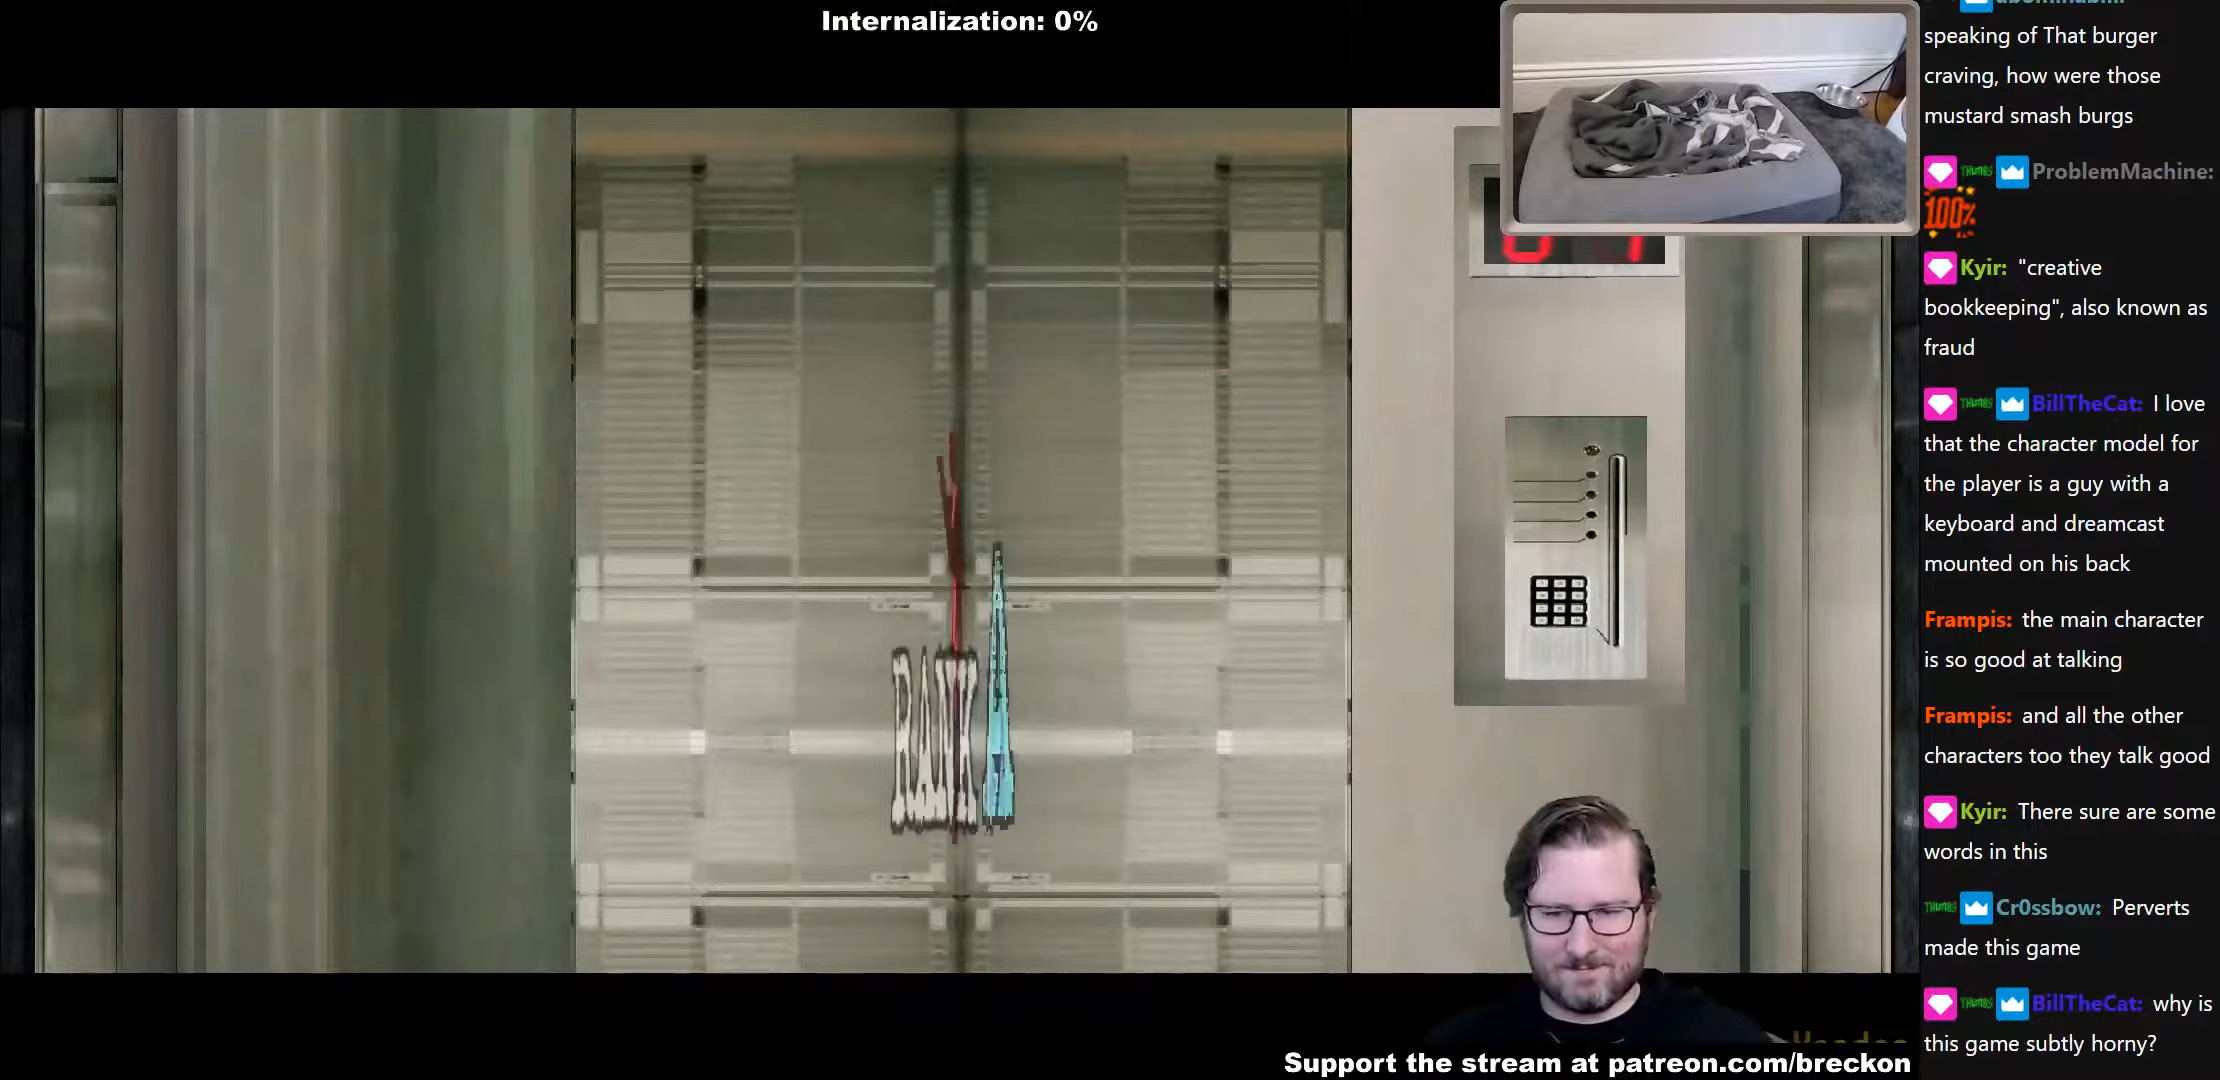 Internalization: 0%
speaking of That burger
craving, how were those
mustard smash burgs
THUMBS ProblemMachine:
100%
Kyir: "creative
bookkeeping", also known as
fraud
THUMBS BillTheCat: I love
that the character model for
the player is a guy with a
keyboard and dreamcast
mounted on his back
Frampis: the main character
is so good at talking
Frampis: and all the other
characters too they talk good
Kyir: There sure are some
words in this
THUMBS Cr0ssbow: Perverts
made this game
THUMBS BillTheCat: why is
this game subtly horny?
Support the stream at patreon.com/breckon